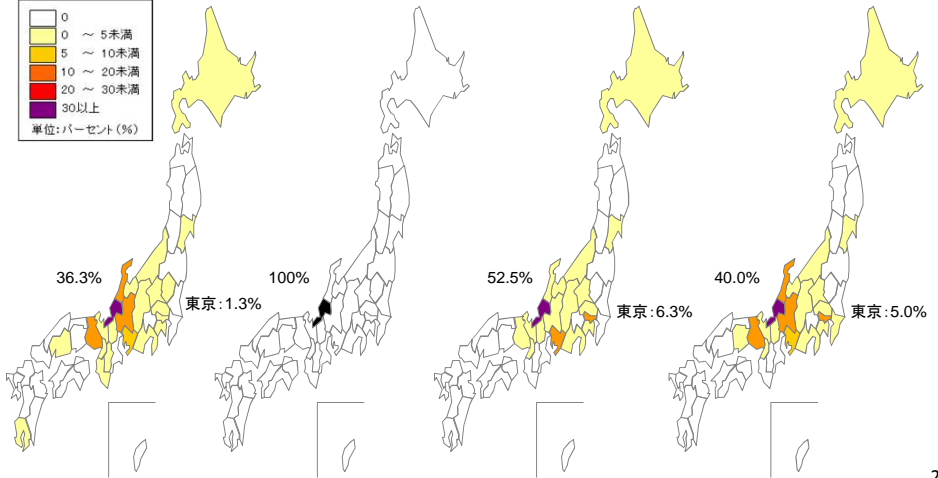 0
0 ～ 5未満
5 ～ 10未満
10 ～ 20未満
20 ～ 30未満
30以上
単位:パーセント(%)
36.3%
東京:1.3%
100%
52.5%
東京:6.3%
40.0%
東京:5.0%